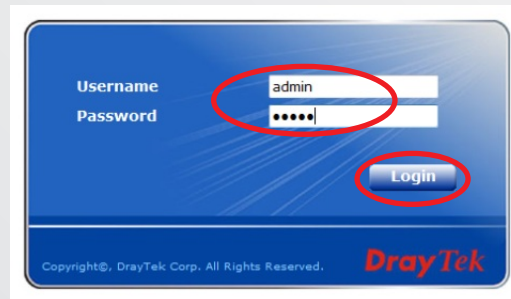 Username admin
Password •••••
Login
Copyright©, DrayTek Corp. All Rights Reserved.
DrayTek